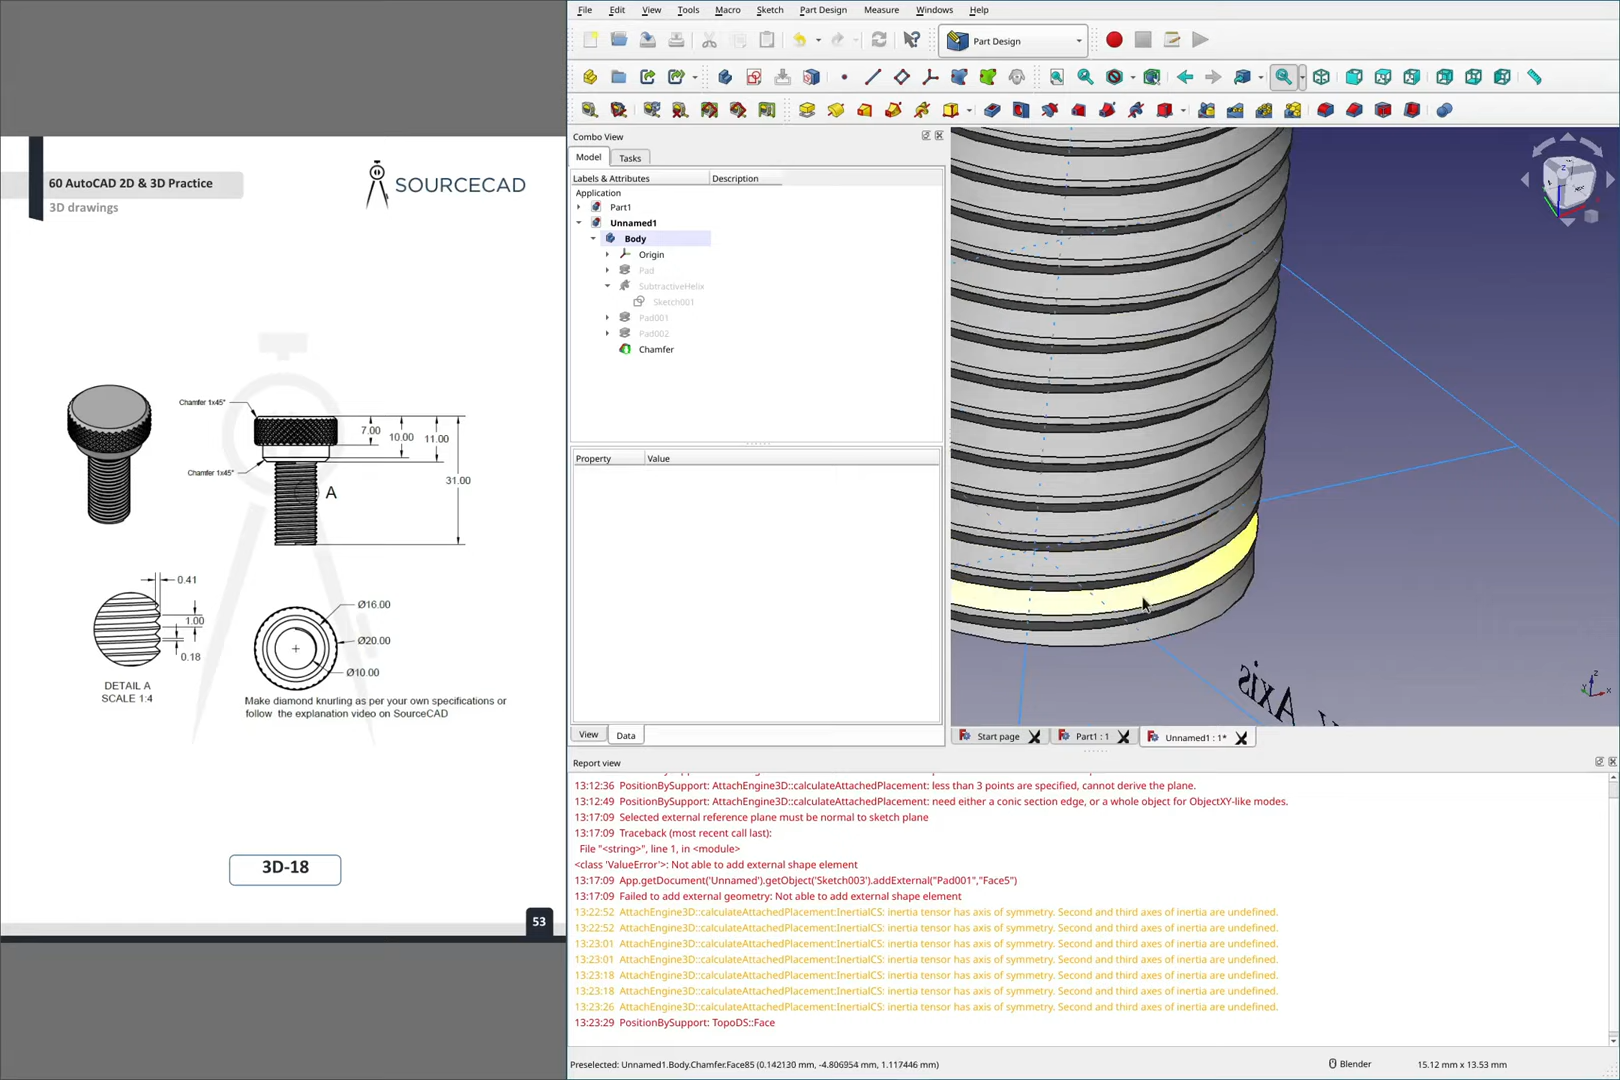 60 AutoCAD 2D & 3D Practice
3D drawings
SOURCECAD
Chamfer 1x45°
7.00
10.00
11.00
Chamfer 1x45°
31.00
A
0.41
1.00
0.18
DETAIL A
SCALE 1:4
Ø16.00
Ø20.00
Ø10.00
Make diamond knurling as per your own specifications or
follow the explanation video on SourceCAD
3D-18
53
File Edit View Tools Macro Sketch Part Design Measure Windows Help
Part Design
Combo View
Model Tasks
Labels & Attributes Description
Application
Part1
Unnamed1
Body
Origin
Pad
SubtractiveHelix
Sketch001
Pad001
Pad002
Chamfer
Property Value
View Data
Axis
Start page
Part1 : 1
Unnamed1 : 1*
Report view
13:12:36 PositionBySupport: AttachEngine3D::calculateAttachedPlacement: less than 3 points are specified, cannot derive the plane.
13:12:49 PositionBySupport: AttachEngine3D::calculateAttachedPlacement: need either a conic section edge, or a whole object for ObjectXY-like modes.
13:17:09 Selected external reference plane must be normal to sketch plane
13:17:09 Traceback (most recent call last):
File "<string>", line 1, in <module>
<class 'ValueError'>: Not able to add external shape element
13:17:09 App.getDocument('Unnamed').getObject('Sketch003').addExternal("Pad001","Face5")
13:17:09 Failed to add external geometry: Not able to add external shape element
13:22:52 AttachEngine3D::calculateAttachedPlacement:InertialCS: inertia tensor has axis of symmetry. Second and third axes of inertia are undefined.
13:22:52 AttachEngine3D::calculateAttachedPlacement:InertialCS: inertia tensor has axis of symmetry. Second and third axes of inertia are undefined.
13:23:01 AttachEngine3D::calculateAttachedPlacement:InertialCS: inertia tensor has axis of symmetry. Second and third axes of inertia are undefined.
13:23:01 AttachEngine3D::calculateAttachedPlacement:InertialCS: inertia tensor has axis of symmetry. Second and third axes of inertia are undefined.
13:23:18 AttachEngine3D::calculateAttachedPlacement:InertialCS: inertia tensor has axis of symmetry. Second and third axes of inertia are undefined.
13:23:18 AttachEngine3D::calculateAttachedPlacement:InertialCS: inertia tensor has axis of symmetry. Second and third axes of inertia are undefined.
13:23:26 AttachEngine3D::calculateAttachedPlacement:InertialCS: inertia tensor has axis of symmetry. Second and third axes of inertia are undefined.
13:23:29 PositionBySupport: TopoDS::Face
Preselected: Unnamed1.Body.Chamfer.Face85 (0.142130 mm, -4.806954 mm, 1.117446 mm)
Blender
15.12 mm x 13.53 mm